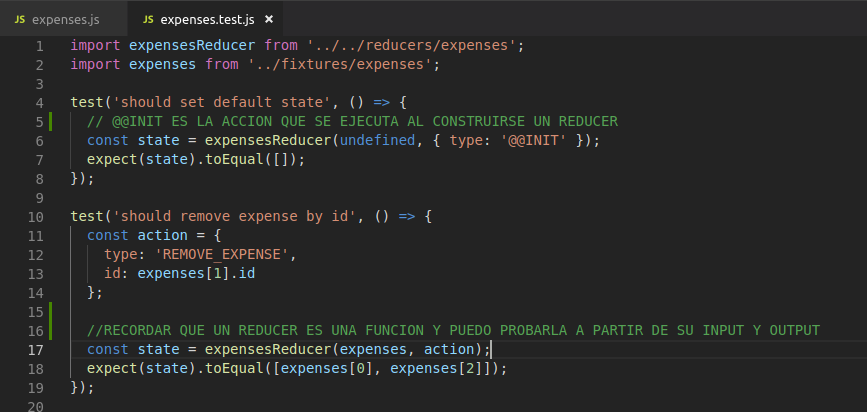 JS expenses.js JS expenses.test.js ×
1 import expensesReducer from '../../reducers/expenses';
2 import expenses from '../fixtures/expenses';
3
4 test('should set default state', () => {
5 // @@INIT ES LA ACCION QUE SE EJECUTA AL CONSTRUIRSE UN REDUCER
6 const state = expensesReducer(undefined, { type: '@@INIT' });
7 expect(state).toEqual([]);
8 });
9
10 test('should remove expense by id', () => {
11 const action = {
12 type: 'REMOVE_EXPENSE',
13 id: expenses[1].id
14 };
15
16 //RECORDAR QUE UN REDUCER ES UNA FUNCION Y PUEDO PROBARLA A PARTIR DE SU INPUT Y OUTPUT
17 const state = expensesReducer(expenses, action);
18 expect(state).toEqual([expenses[0], expenses[2]]);
19 });
20